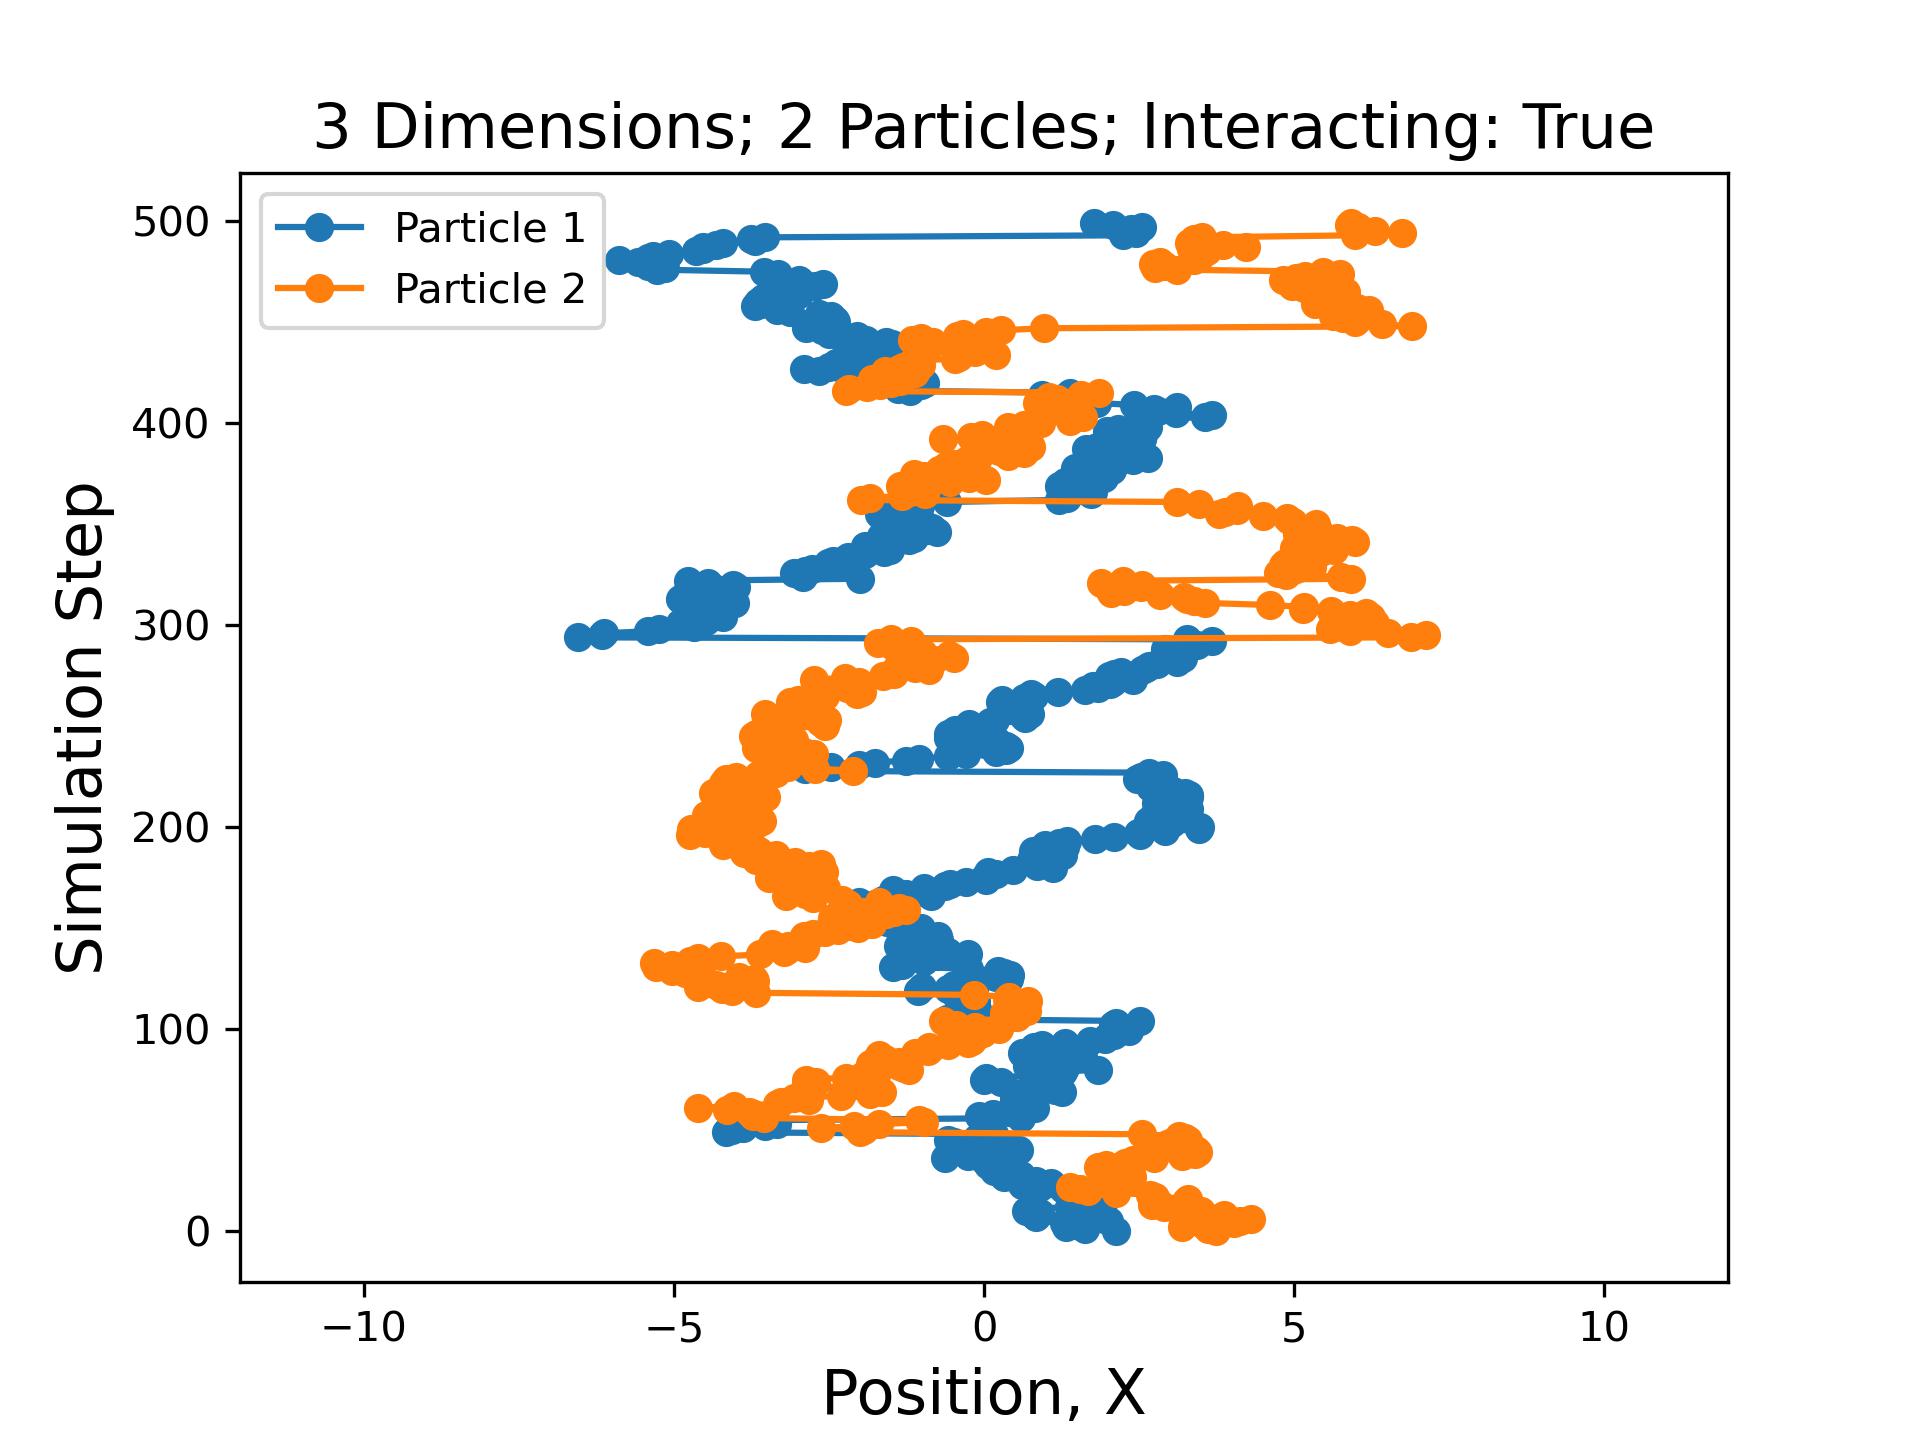 3 Dimensions; 2 Particles; Interacting: True
Particle 1
Particle 2
Simulation Step
500
400
300
200
100
0
−10
−5
0
5
10
Position, X